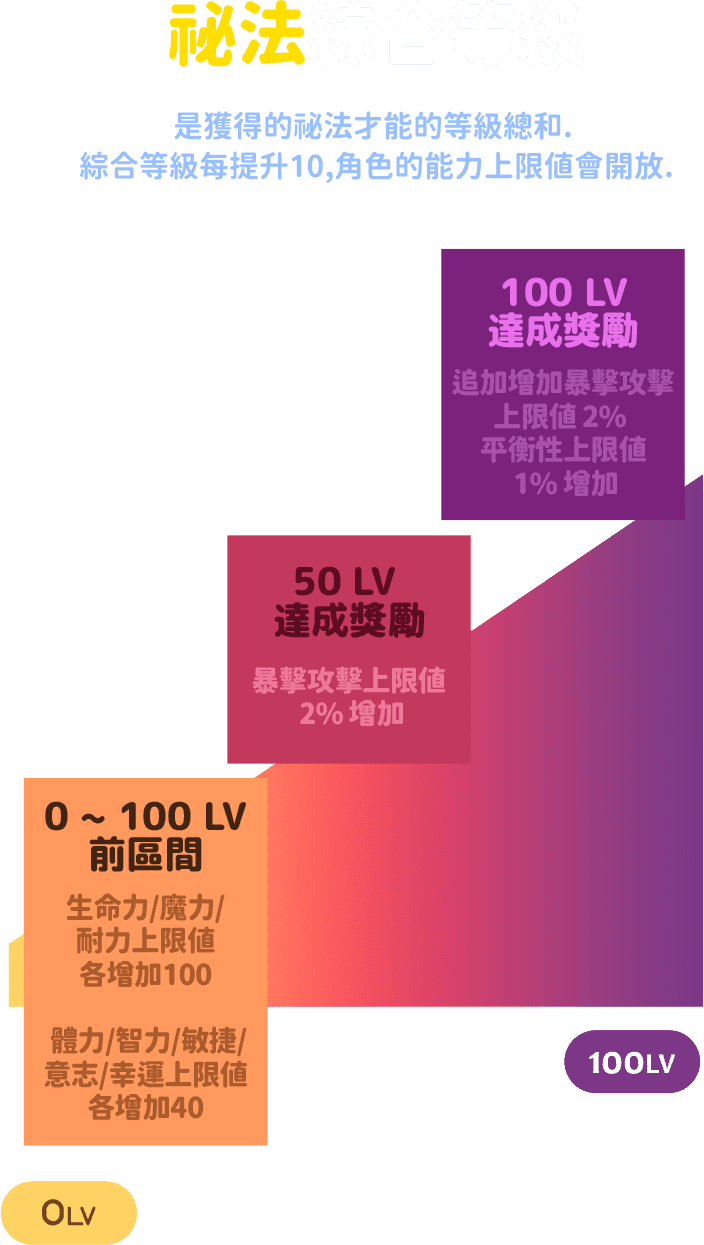 祕法綜合等級
是獲得的祕法才能的等級總和.
綜合等級每提升10,角色的能力上限值會開放.
100 LV
達成獎勵
追加增加暴擊攻擊
上限值 2%
平衡性上限值
1% 增加
50 LV
達成獎勵
暴擊攻擊上限值
2% 增加
0 ~ 100 LV
前區間
生命力/魔力/
耐力上限值
各增加100
體力/智力/敏捷/
意志/幸運上限值
各增加40
100LV
0LV